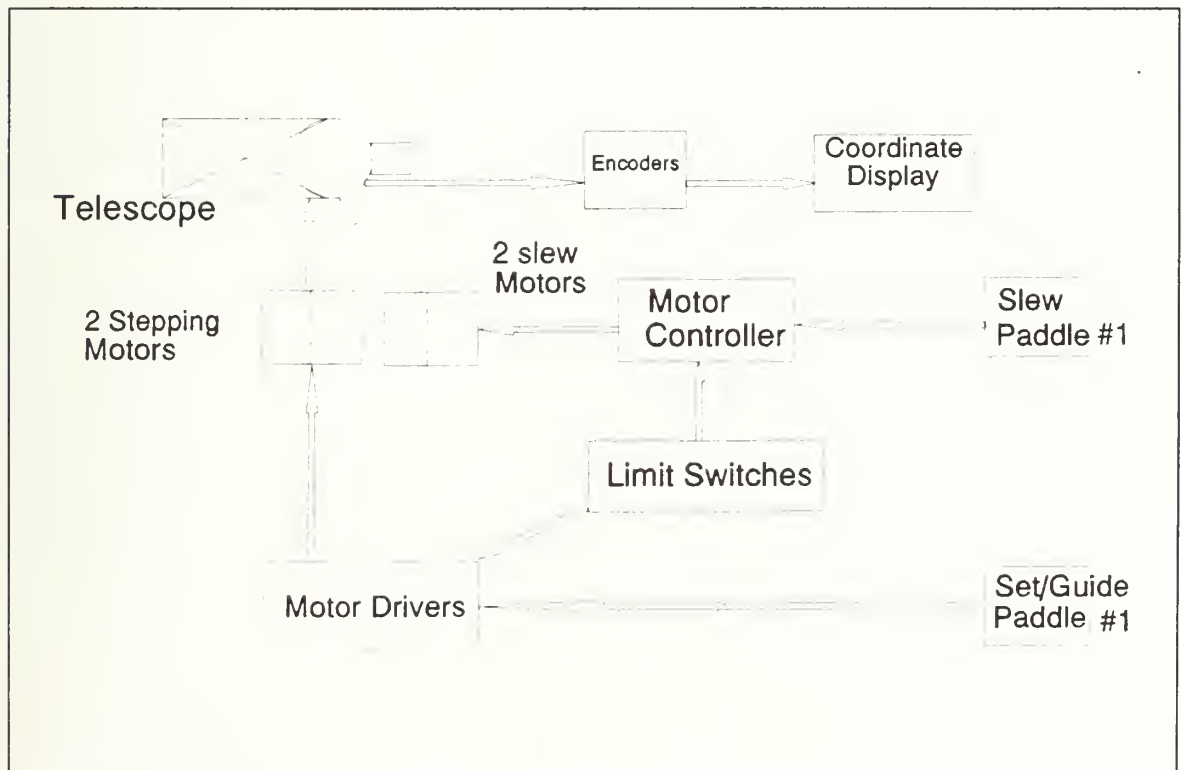 Telescope
Encoders
Coordinate
Display
2 slew
Motors
2 Stepping
Motors
Motor
Controller
Slew
Paddle #1
Limit Switches
Motor Drivers
Set/Guide
Paddle #1